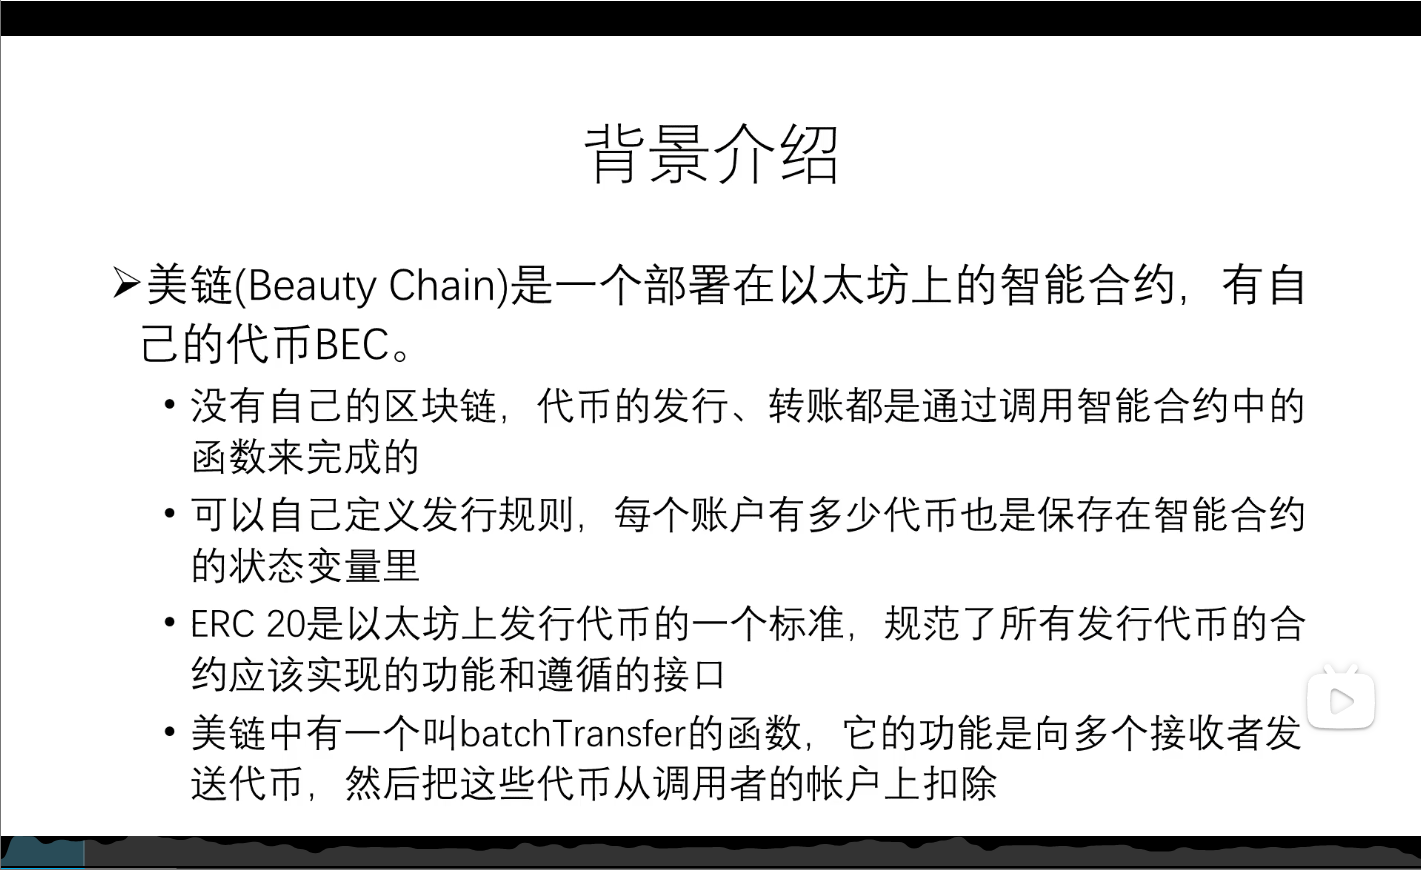 背景介绍
➢美链(Beauty Chain)是一个部署在以太坊上的智能合约，有自
己的代币BEC。
• 没有自己的区块链，代币的发行、转账都是通过调用智能合约中的
函数来完成的
• 可以自己定义发行规则，每个账户有多少代币也是保存在智能合约
的状态变量里
• ERC 20是以太坊上发行代币的一个标准，规范了所有发行代币的合
约应该实现的功能和遵循的接口
• 美链中有一个叫batchTransfer的函数，它的功能是向多个接收者发
送代币，然后把这些代币从调用者的帐户上扣除